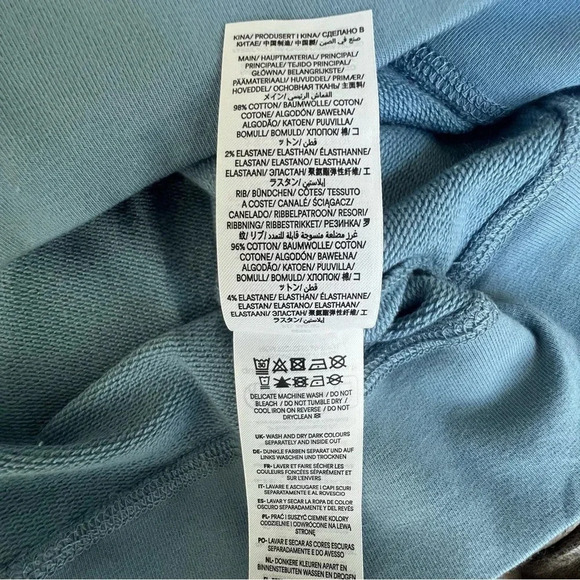 KINA/ PRODUSERT I KINA/ СДЕЛАНО В
КИТАЕ/ 中国制造/ 中国製/ صنع في الصين
MAIN/ HAUPTMATERIAL/ PRINCIPAL/
PRINCIPALE/ TEJIDO PRINCIPAL/
GŁÓWNA/ BELANGRIJKSTE/
PÄÄMATERIAALI/ HUVUDDEL/ PRIMÆR/
HOVEDDEL/ ОСНОВНАЯ ТКАНЬ/ 主面料/
メイン/ القماش الرئيسي/
98% COTTON/ BAUMWOLLE/ COTON/
COTONE/ ALGODÓN/ BAWEŁNA/
ALGODÃO/ KATOEN/ PUUVILLA/
BOMULL/ BOMULD/ ХЛОПОК/ 棉/ コ
ットン/ قطن/
2% ELASTANE/ ELASTHAN/ ÉLASTHANNE/
ELASTAN/ ELASTANO/ ELASTHAAN/
ELASTAANI/ ЭЛАСТАН/ 聚氨酯弹性纤维/ エ
ラスタン/ إيلاستين/
RIB/ BÜNDCHEN/ CÔTES/ TESSUTO
A COSTE/ CANALÉ/ ŚCIĄGACZ/
CANELADO/ RIBBELPATROON/ RESORI/
RIBBNING/ RIBBESTRIKKET/ РЕЗИНКА/ 罗
纹/ リブ/ غرز مضلعة منسوجة قابلة للتمدد/
96% COTTON/ BAUMWOLLE/ COTON/
COTONE/ ALGODÓN/ BAWEŁNA/
ALGODÃO/ KATOEN/ PUUVILLA/
BOMULL/ BOMULD/ ХЛОПОК/ 棉/ コ
ットン/ قطن/
4% ELASTANE/ ELASTHAN/ ÉLASTHANNE/
ELASTAN/ ELASTANO/ ELASTHAAN/
ELASTAANI/ ЭЛАСТАН/ 聚氨酯弹性纤维/ エ
ラスタン/ إيلاستين/
30
DELICATE MACHINE WASH / DO NOT
BLEACH / DO NOT TUMBLE DRY /
COOL IRON ON REVERSE / DO NOT
DRYCLEAN
UK- WASH AND DRY DARK COLOURS
SEPARATELY AND INSIDE OUT
DE- DUNKLE FARBEN SEPARAT UND AUF
LINKS WASCHEN UND TROCKNEN
FR- LAVER ET FAIRE SÉCHER LES
COULEURS FONCÉES SÉPARÉMENT ET
SUR L'ENVERS
IT- LAVARE E ASCIUGARE I CAPI SCURI
SEPARATAMENTE E AL ROVESCIO
ES- LAVAR Y SECAR LA ROPA DE COLOR
OSCURO SEPARADAMENTE Y DEL REVÉS
PL- PRAĆ I SUSZYĆ CIEMNE KOLORY
ODDZIELNIE I ODWRÓCONE NA LEWĄ
STRONĘ
PO- LAVAR E SECAR AS CORES ESCURAS
SEPARADAMENTE E DO AVESSO
NL- DONKERE KLEUREN APART EN
BINNENSTEBUITEN WASSEN EN DROGEN